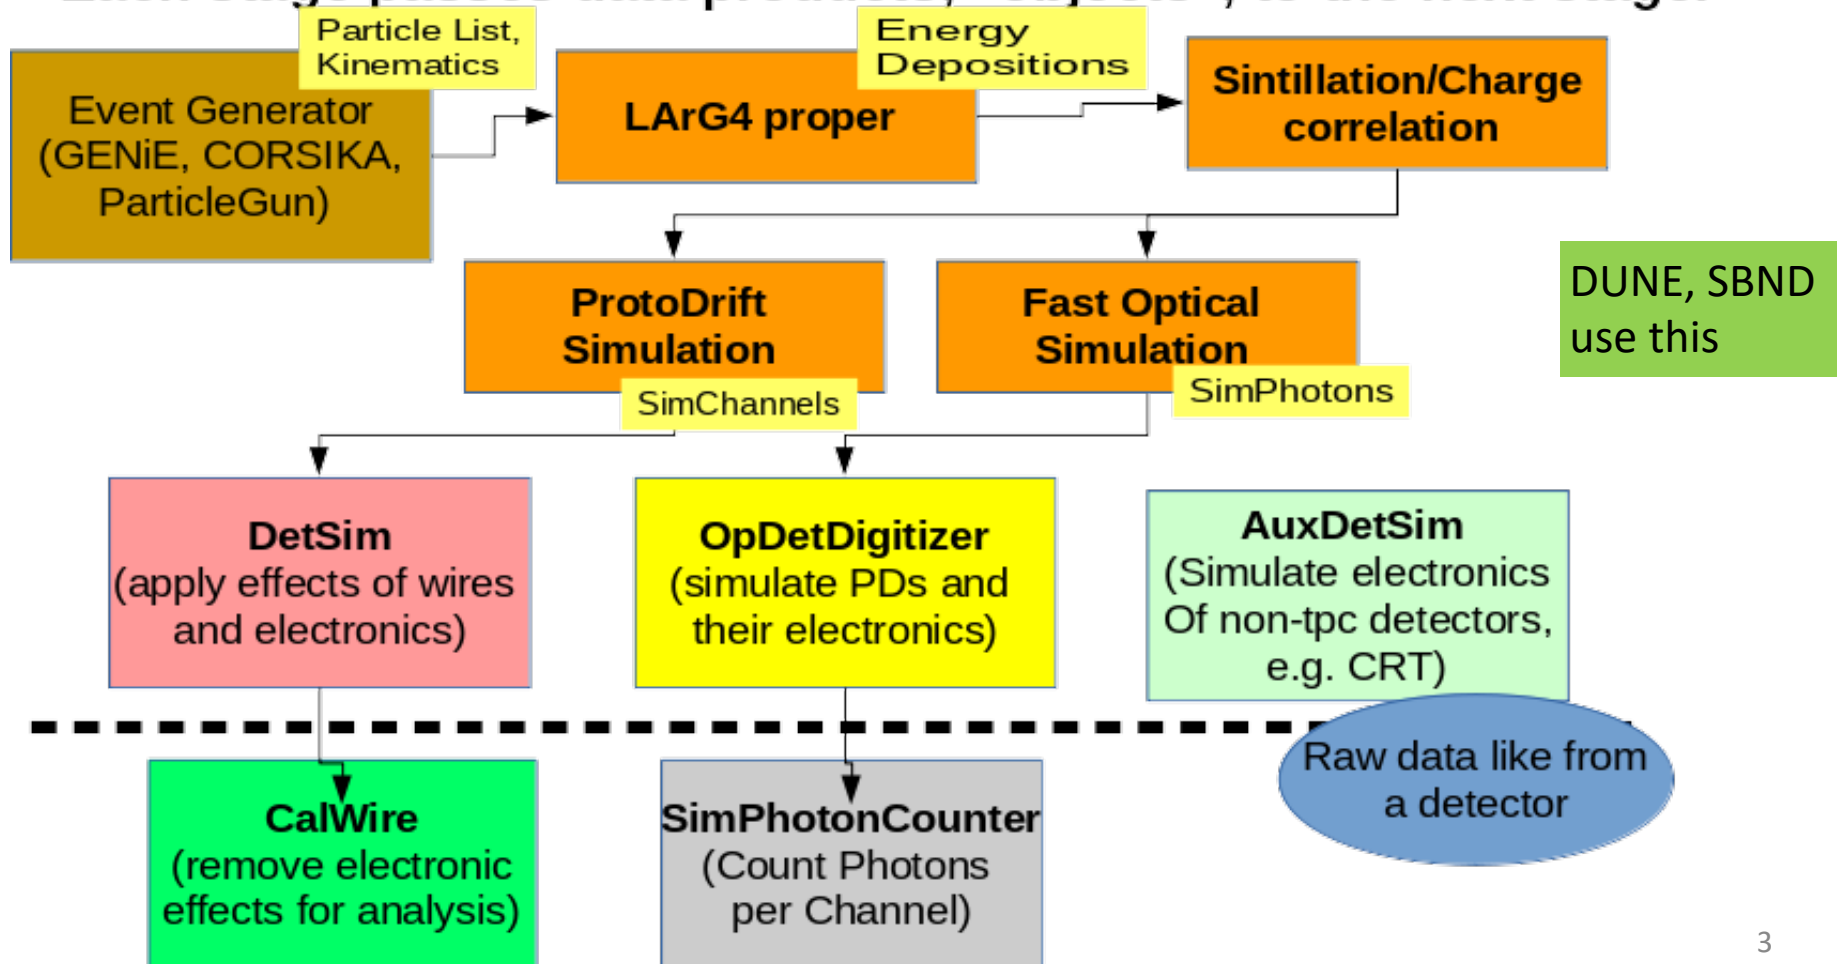 Particle List,
Kinematics
Energy
Depositions
Event Generator
(GENiE, CORSIKA,
ParticleGun)
LArG4 proper
Sintillation/Charge
correlation
ProtoDrift
Simulation
SimChannels
Fast Optical
Simulation
SimPhotons
DUNE, SBND
use this
DetSim
(apply effects of wires
and electronics)
OpDetDigitizer
(simulate PDs and
their electronics)
AuxDetSim
(Simulate electronics
Of non-tpc detectors,
e.g. CRT)
Raw data like from
a detector
CalWire
(remove electronic
effects for analysis)
SimPhotonCounter
(Count Photons
per Channel)
3